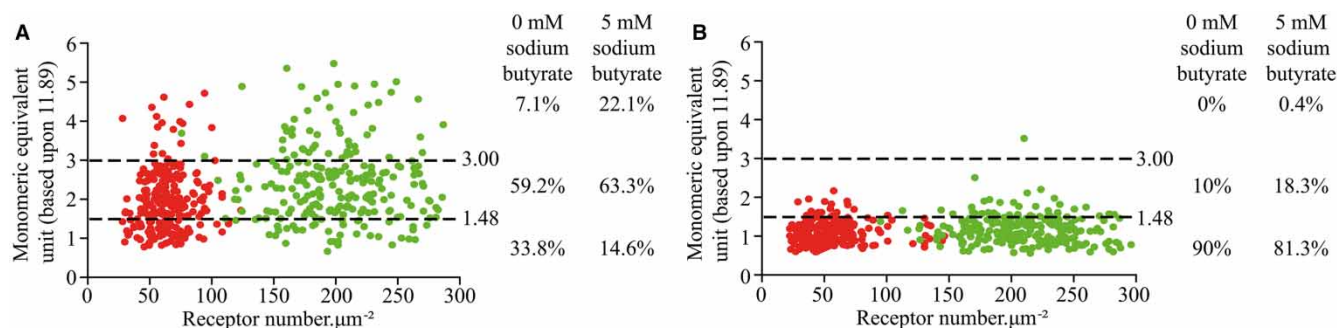 A
Monomeric equivalent
unit (based upon 11.89)
6
5
4
3
2
1
0
0 50 100 150 200 250 300
Receptor number.µm⁻²
3.00
1.48
0 mM 5 mM
sodium sodium
butyrate butyrate
7.1% 22.1%
59.2% 63.3%
33.8% 14.6%
B
Monomeric equivalent
unit (based upon 11.89)
6
5
4
3
2
1
0
0 50 100 150 200 250 300
Receptor number.µm⁻²
3.00
1.48
0 mM 5 mM
sodium sodium
butyrate butyrate
0% 0.4%
10% 18.3%
90% 81.3%